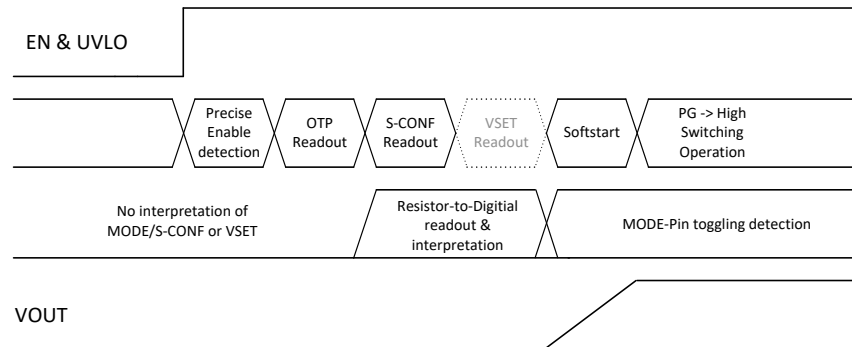 EN & UVLO
Precise
Enable
detection
OTP
Readout
S-CONF
Readout
VSET
Readout
Softstart
PG -> High
Switching
Operation
No interpretation of
MODE/S-CONF or VSET
Resistor-to-Digitial
readout &
interpretation
MODE-Pin toggling detection
VOUT